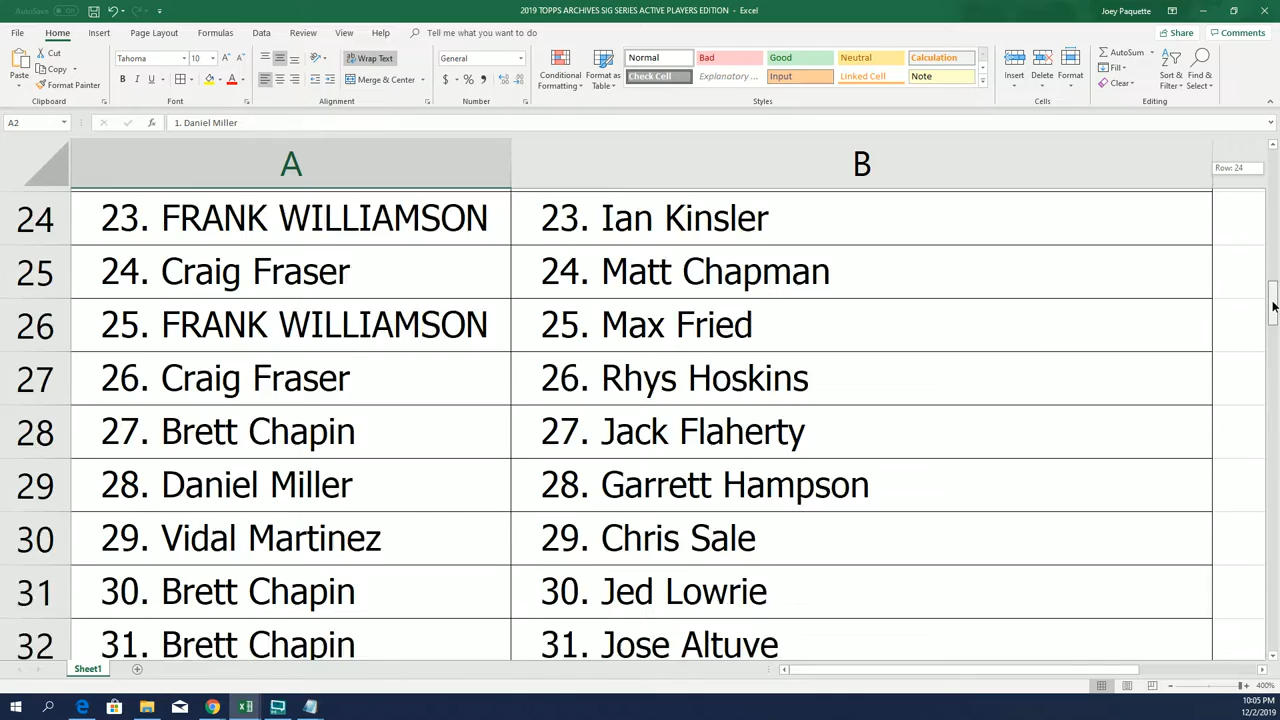 AutoSave Off
2019 TOPPS ARCHIVES SIG SERIES ACTIVE PLAYERS EDITION - Excel
Joey Paquette
File Home Insert Page Layout Formulas Data Review View Help Tell me what you want to do
Share Comments
Paste
Cut
Copy
Format Painter
Clipboard
Tahoma 10
B I U
Font
Wrap Text
Merge & Center
Alignment
General
$ %
Number
Conditional Formatting
Format as Table
Normal Bad Good Neutral Calculation
Check Cell Explanatory ... Input Linked Cell Note
Styles
Insert Delete Format
Cells
AutoSum
Fill
Clear
Sort & Filter
Find & Select
Editing
A2 fx 1. Daniel Miller
A B
Row: 24
24 23. FRANK WILLIAMSON 23. Ian Kinsler
25 24. Craig Fraser 24. Matt Chapman
26 25. FRANK WILLIAMSON 25. Max Fried
27 26. Craig Fraser 26. Rhys Hoskins
28 27. Brett Chapin 27. Jack Flaherty
29 28. Daniel Miller 28. Garrett Hampson
30 29. Vidal Martinez 29. Chris Sale
31 30. Brett Chapin 30. Jed Lowrie
32 31. Brett Chapin 31. Jose Altuve
Sheet1
400%
10:05 PM
12/2/2019